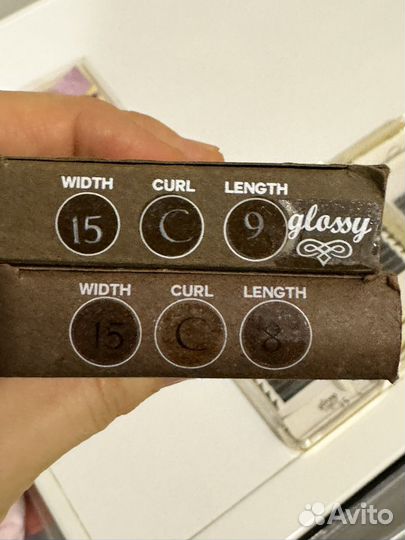 WIDTH CURL LENGTH
15 C 9 glossy
WIDTH CURL LENGTH
15 C 8
Avito